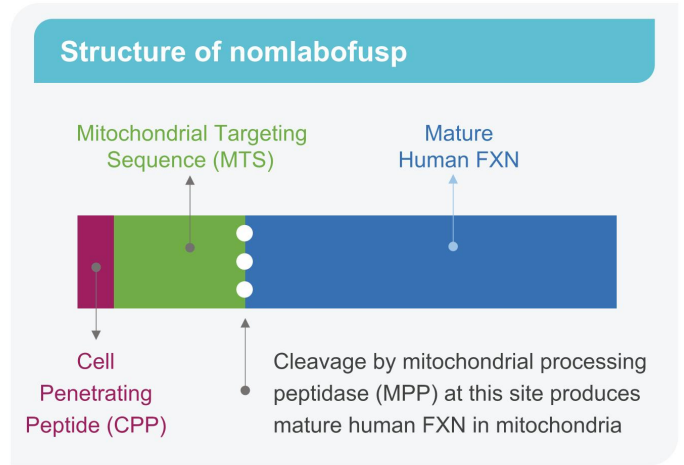 Structure of nomlabofusp
Mitochondrial Targeting
Sequence (MTS)
Mature
Human FXN
Cell
Penetrating
Peptide (CPP)
Cleavage by mitochondrial processing
peptidase (MPP) at this site produces
mature human FXN in mitochondria